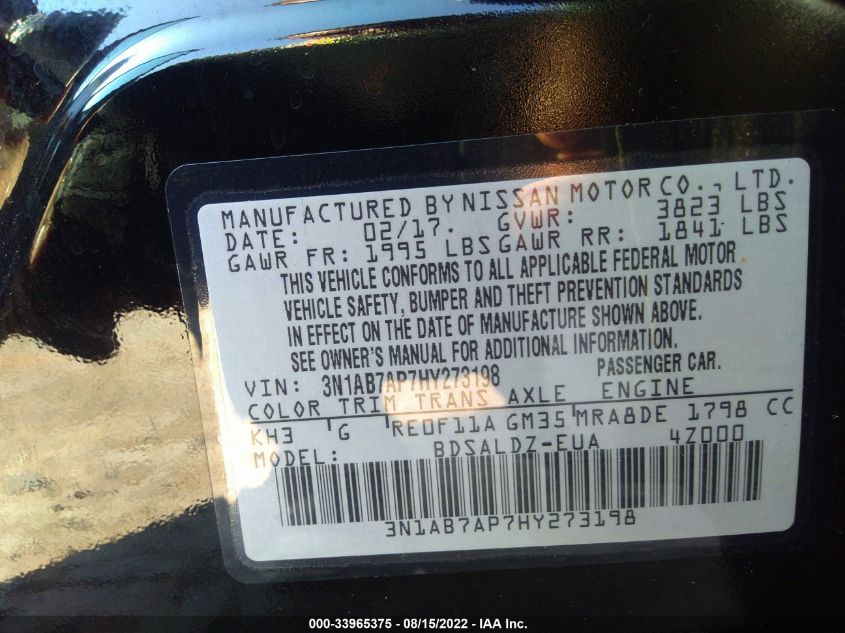 MANUFACTURED BY NISSAN MOTOR CO., LTD.
DATE: 02/17. GVWR: 3823 LBS
GAWR FR: 1995 LBS GAWR RR: 1841 LBS
THIS VEHICLE CONFORMS TO ALL APPLICABLE FEDERAL MOTOR
VEHICLE SAFETY, BUMPER AND THEFT PREVENTION STANDARDS
IN EFFECT ON THE DATE OF MANUFACTURE SHOWN ABOVE.
SEE OWNER'S MANUAL FOR ADDITIONAL INFORMATION.
VIN: 3N1AB7AP7HY273198 PASSENGER CAR.
COLOR TRIM TRANS AXLE ENGINE
KH3 G RE0F11A GM35 MRA8DE 1798 CC
MODEL: BDSALDZ-EUA 4Z000
3N1AB7AP7HY273198
000-33965375 - 08/15/2022 - IAA Inc.